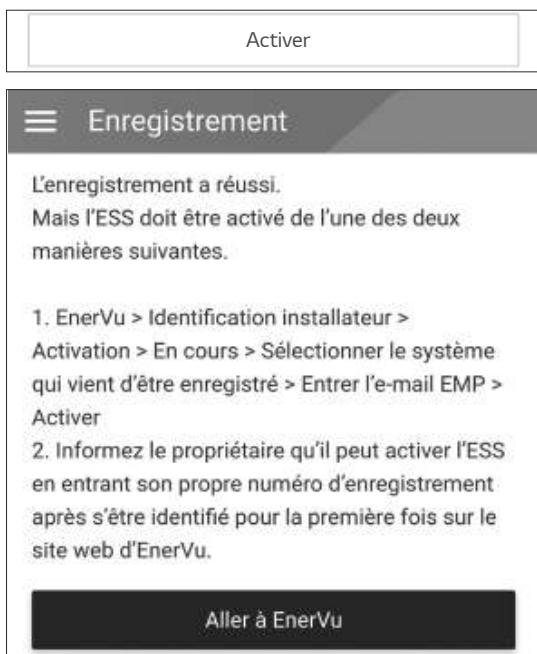 Activer
Enregistrement
L'enregistrement a réussi.
Mais l'ESS doit être activé de l'une des deux
manières suivantes.
1. EnerVu > Identification installateur >
Activation > En cours > Sélectionner le système
qui vient d'être enregistré > Entrer l'e-mail EMP >
Activer
2. Informez le propriétaire qu'il peut activer l'ESS
en entrant son propre numéro d'enregistrement
après s'être identifié pour la première fois sur le
site web d'EnerVu.
Aller à EnerVu